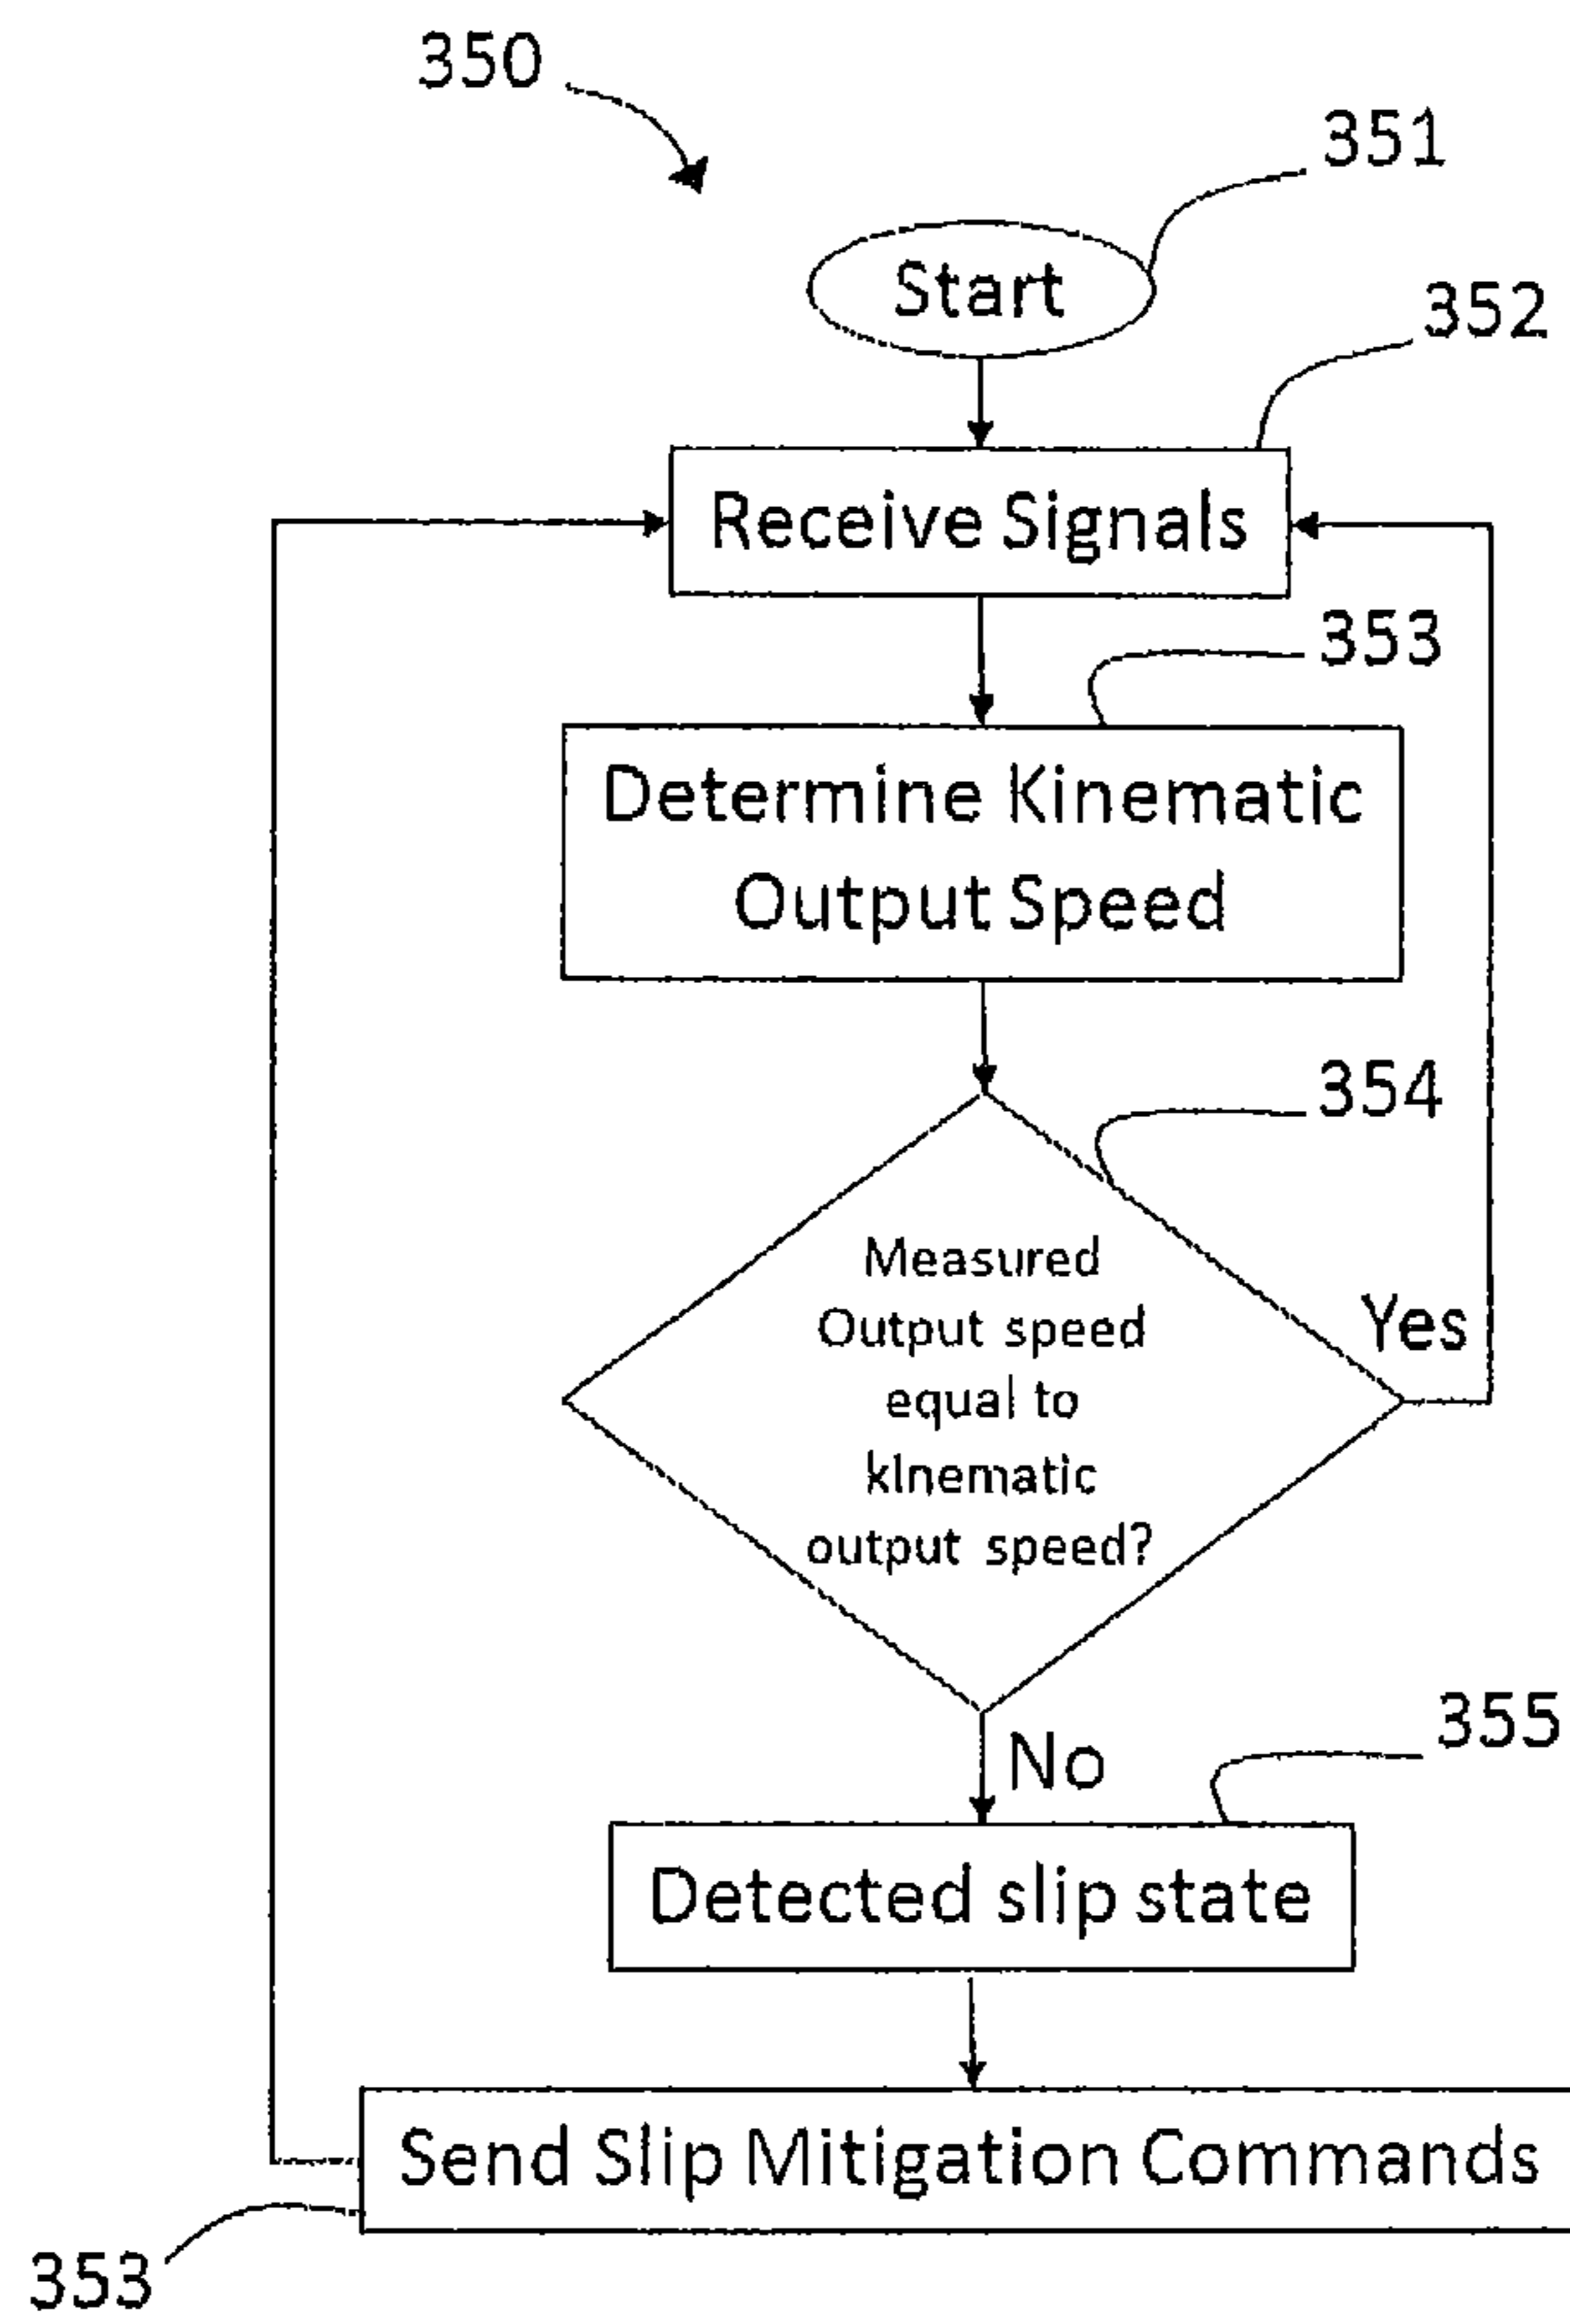 350
351
Start
352
Receive Signals
353
Determine Kinematic
Output Speed
354
Measured
Output speed
equal to
kInematic
output speed?
Yes
No
355
Detected slip state
Send Slip Mitigation Commands
353